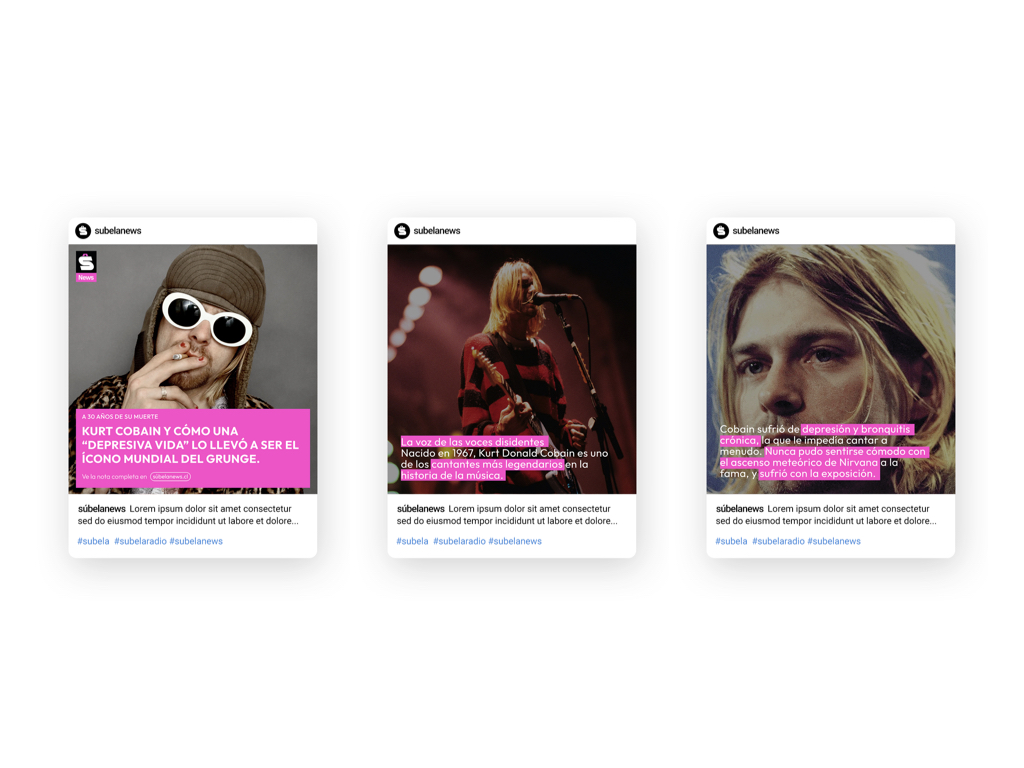 subelanews
S
News
A 30 AÑOS DE SU MUERTE
KURT COBAIN Y CÓMO UNA
“DEPRESIVA VIDA” LO LLEVÓ A SER EL
ÍCONO MUNDIAL DEL GRUNGE.
Ve la nota completa en súbelanews.cl
súbelanews Lorem ipsum dolor sit amet consectetur
sed do eiusmod tempor incididunt ut labore et dolore...
#subela #subelaradio #subelanews
subelanews
La voz de las voces disidentes
Nacido en 1967, Kurt Donald Cobain es uno
de los cantantes más legendarios en la
historia de la música.
súbelanews Lorem ipsum dolor sit amet consectetur
sed do eiusmod tempor incididunt ut labore et dolore...
#subela #subelaradio #subelanews
subelanews
Cobain sufrió de depresión y bronquitis
crónica, lo que le impedía cantar a
menudo. Nunca pudo sentirse cómodo con
el ascenso meteórico de Nirvana a la
fama, y sufrió con la exposición.
súbelanews Lorem ipsum dolor sit amet consectetur
sed do eiusmod tempor incididunt ut labore et dolore...
#subela #subelaradio #subelanews